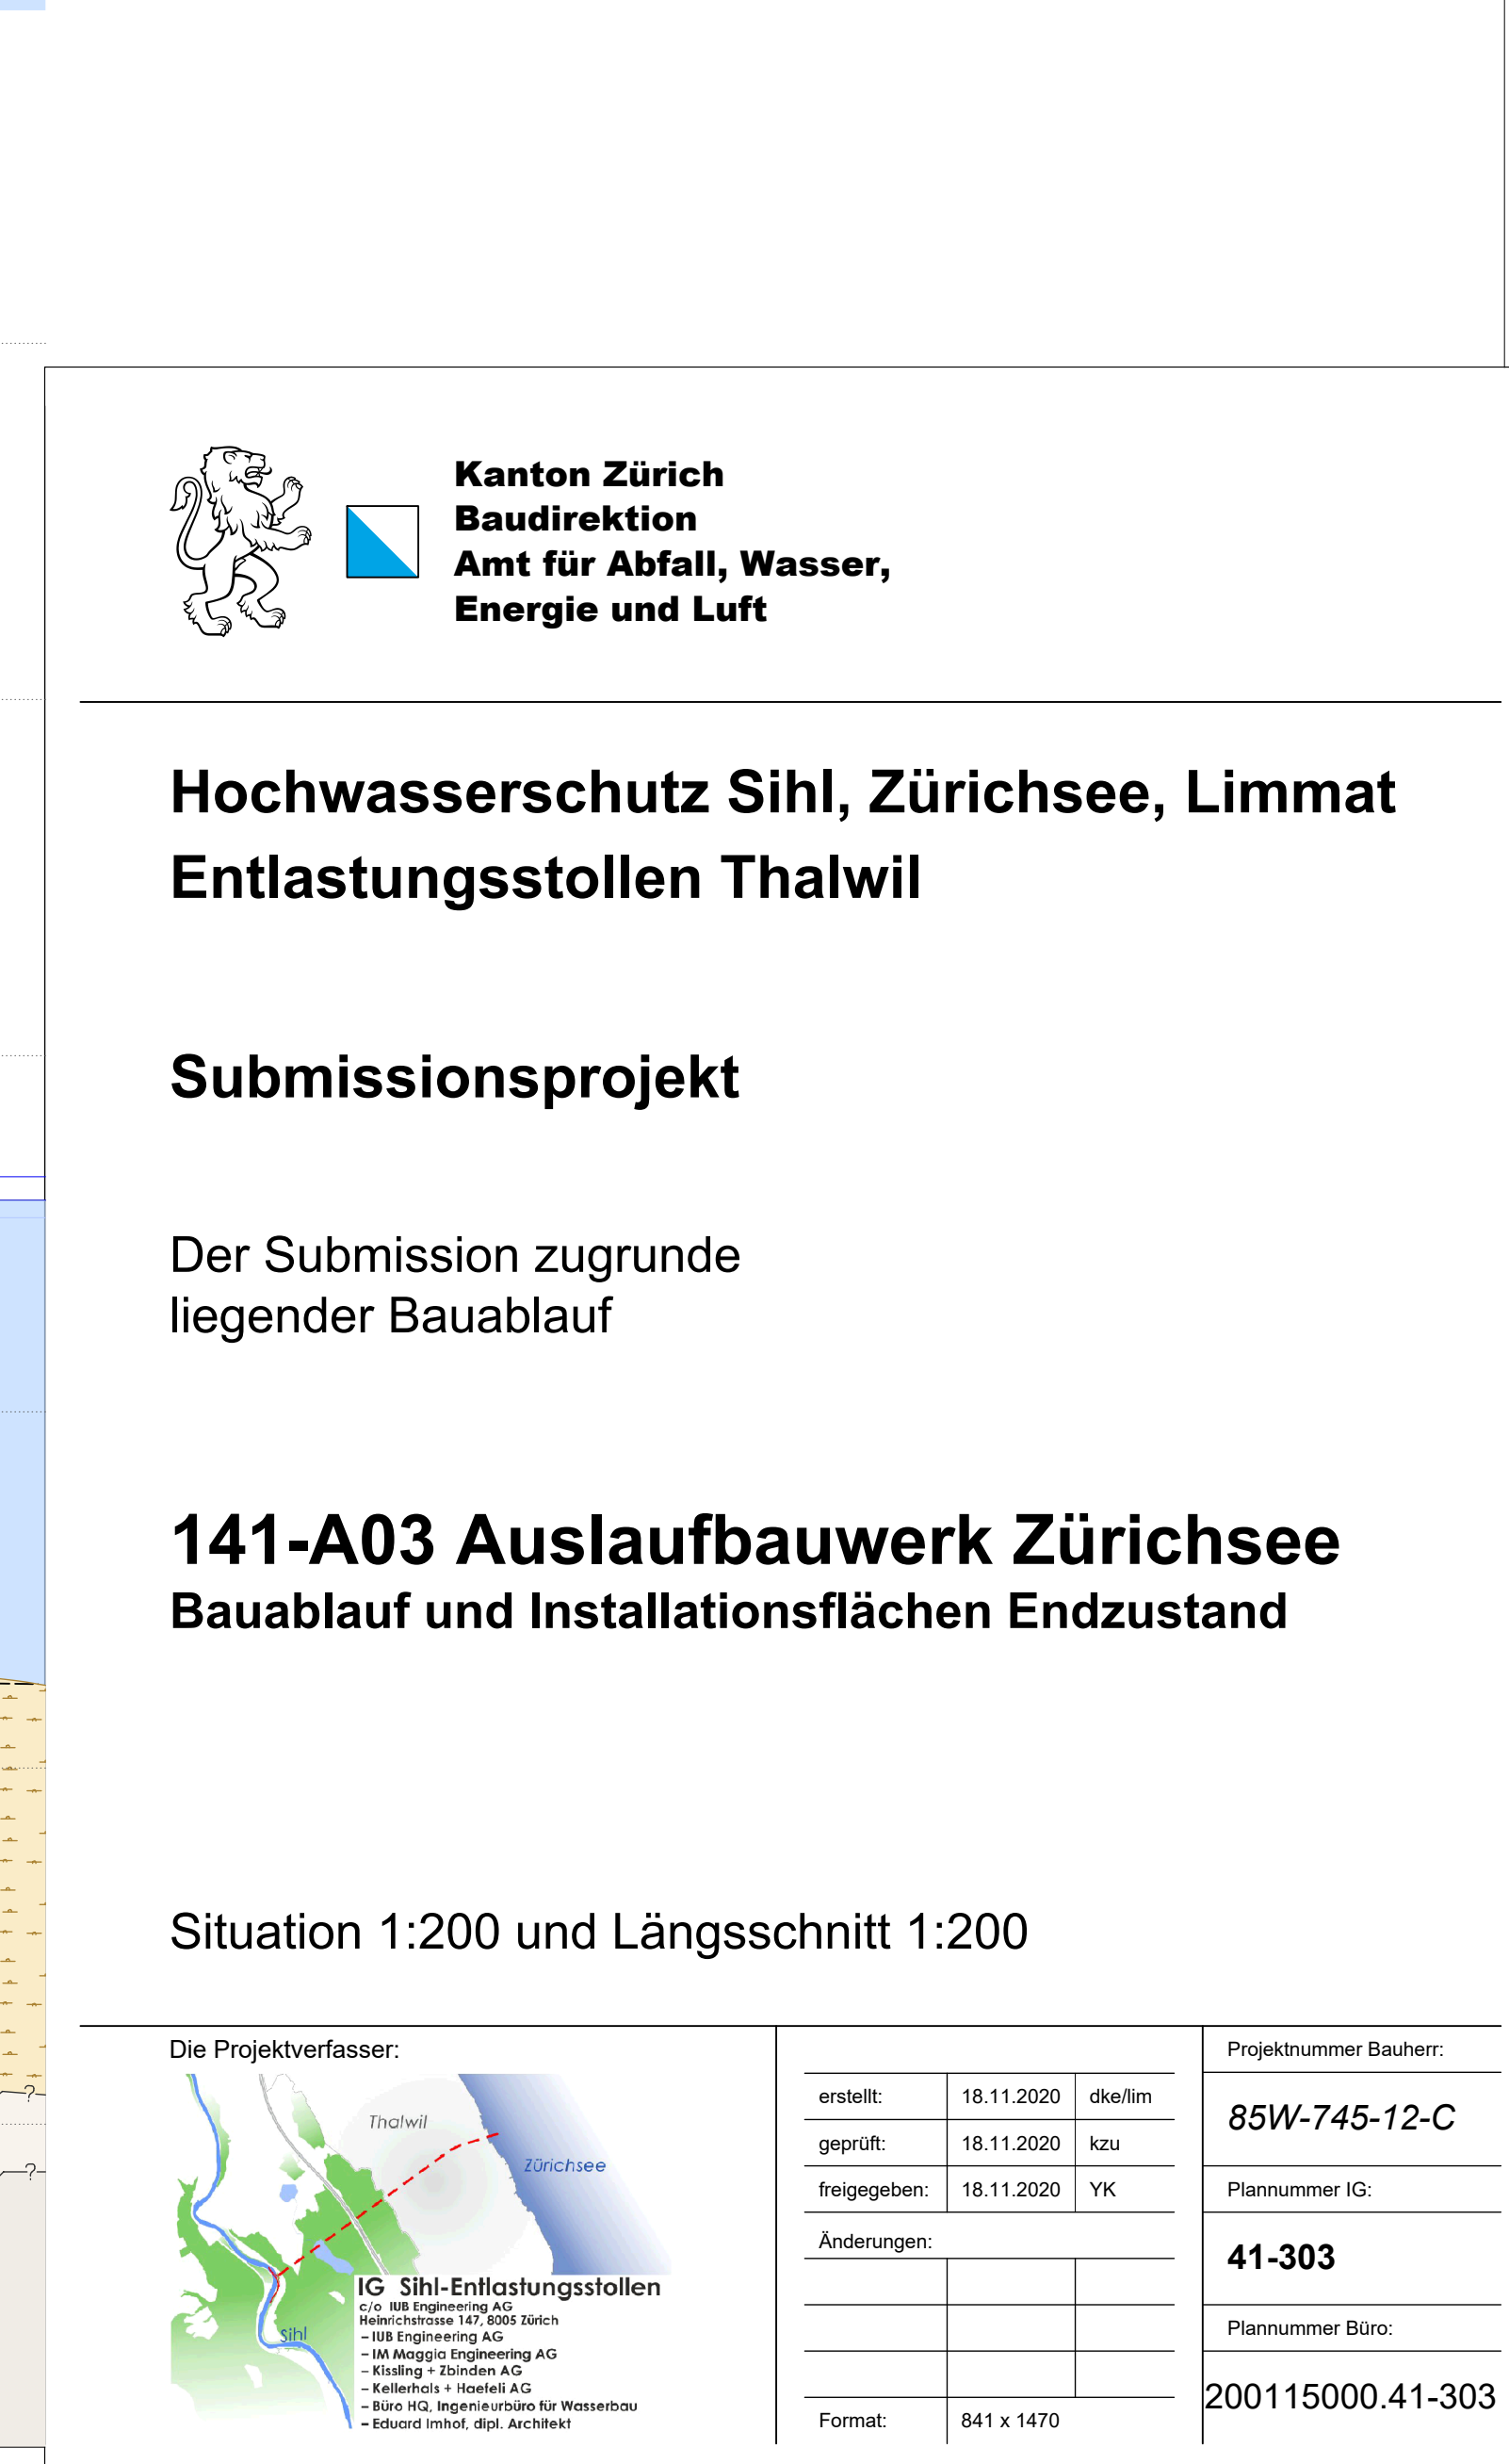 Kanton Zürich
Baudirektion
Amt für Abfall, Wasser,
Energie und Luft
Hochwasserschutz Sihl, Zürichsee, Limmat
Entlastungsstollen Thalwil
Submissionsprojekt
Der Submission zugrunde
liegender Bauablauf
141-A03 Auslaufbauwerk Zürichsee
Bauablauf und Installationsflächen Endzustand
Situation 1:200 und Längsschnitt 1:200
?
?
Die Projektverfasser:
Thalwil
Zürichsee
Sihl
IG Sihl-Entlastungsstollen
c/o IUB Engineering AG
Heinrichstrasse 147, 8005 Zürich
– IUB Engineering AG
– IM Maggia Engineering AG
– Kissling + Zbinden AG
– Kellerhals + Haefeli AG
– Büro HQ, Ingenieurbüro für Wasserbau
– Eduard Imhof, dipl. Architekt
erstellt: 18.11.2020 dke/lim
geprüft: 18.11.2020 kzu
freigegeben: 18.11.2020 YK
Änderungen:
Format: 841 x 1470
Projektnummer Bauherr:
85W-745-12-C
Plannummer IG:
41-303
Plannummer Büro:
200115000.41-303